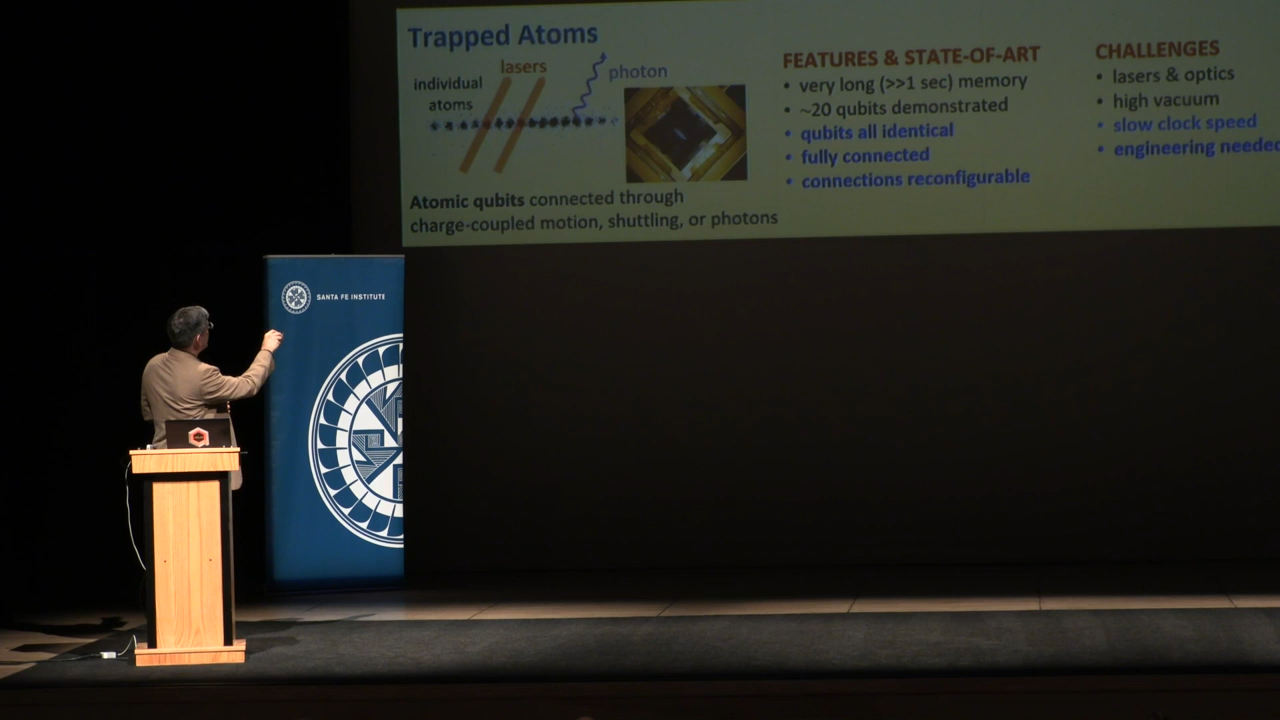 Trapped Atoms
individual
atoms
lasers
photon
Atomic qubits connected through
charge-coupled motion, shuttling, or photons
FEATURES & STATE-OF-ART
• very long (>>1 sec) memory
• ~20 qubits demonstrated
• qubits all identical
• fully connected
• connections reconfigurable
CHALLENGES
• lasers & optics
• high vacuum
• slow clock speed
• engineering needed
SANTA FE INSTITUTE